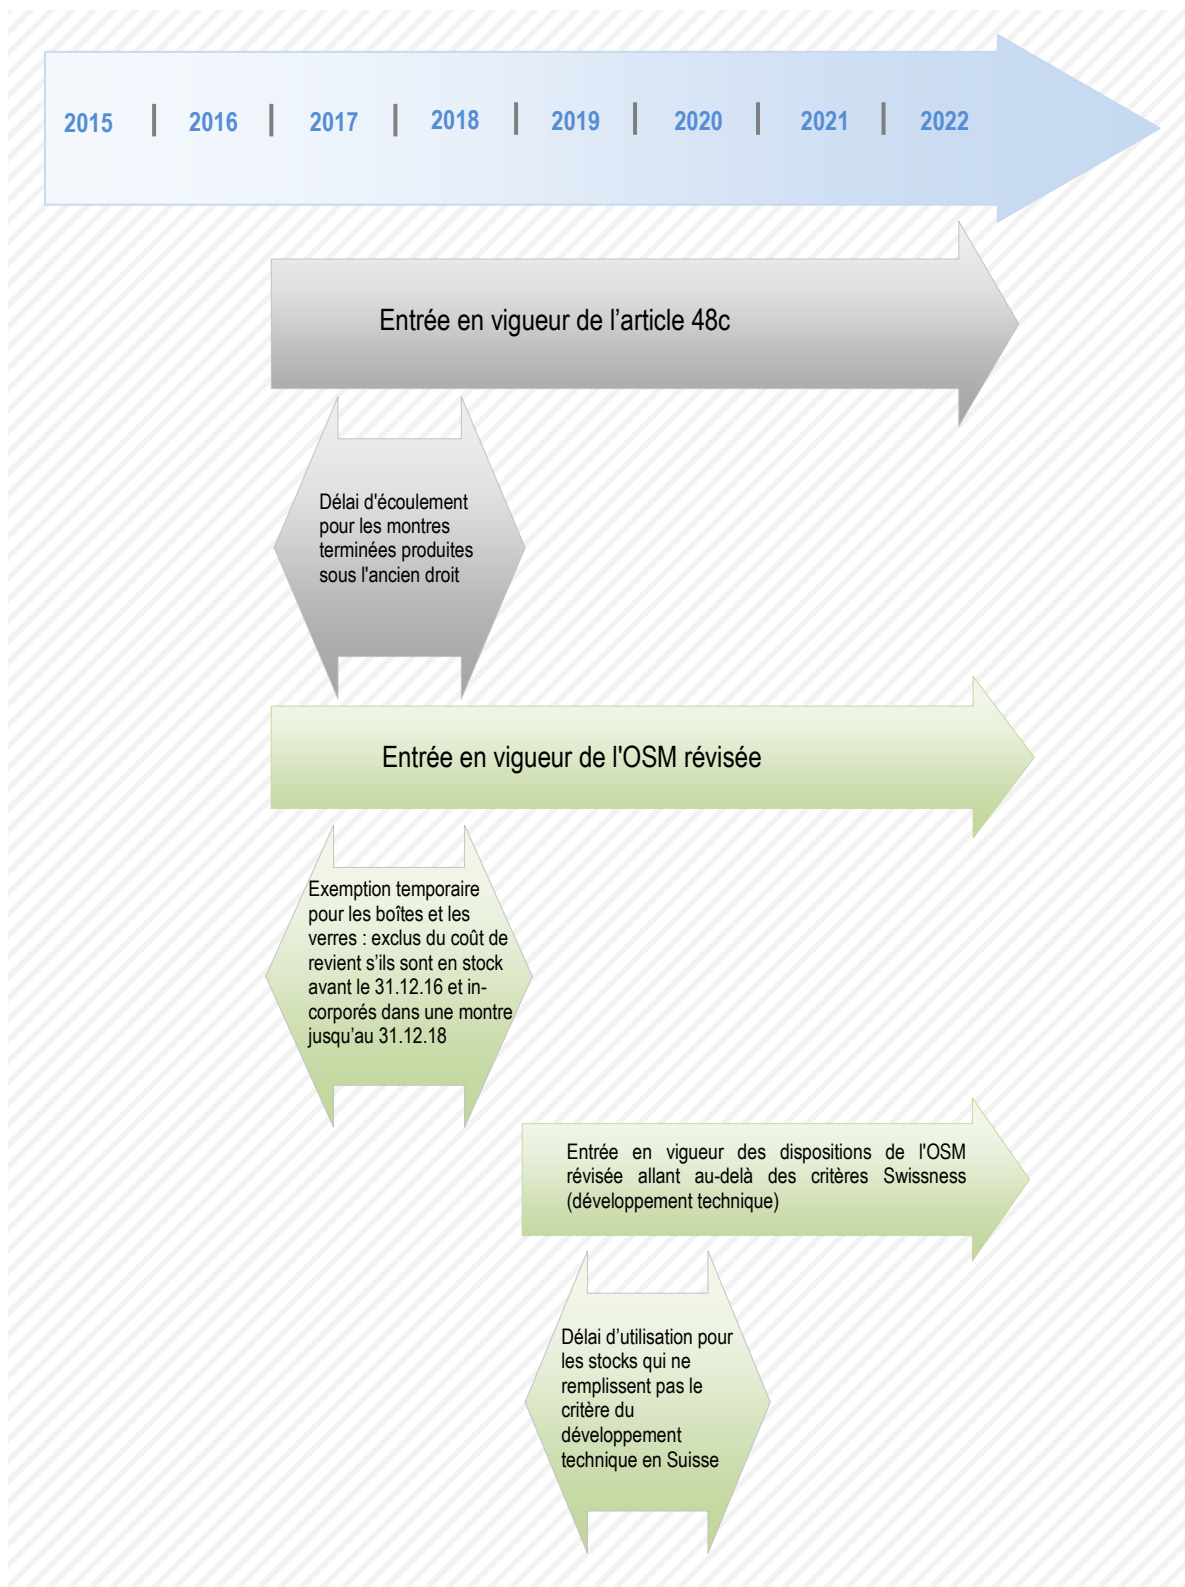 2015 | 2016 | 2017 | 2018 | 2019 | 2020 | 2021 | 2022
Entrée en vigueur de l’article 48c
Délai d'écoulement
pour les montres
terminées produites
sous l'ancien droit
Entrée en vigueur de l'OSM révisée
Exemption temporaire
pour les boîtes et les
verres : exclus du coût de
revient s’ils sont en stock
avant le 31.12.16 et in-
corporés dans une montre
jusqu’au 31.12.18
Entrée en vigueur des dispositions de l'OSM
révisée allant au-delà des critères Swissness
(développement technique)
Délai d’utilisation pour
les stocks qui ne
remplissent pas le
critère du
développement
technique en Suisse